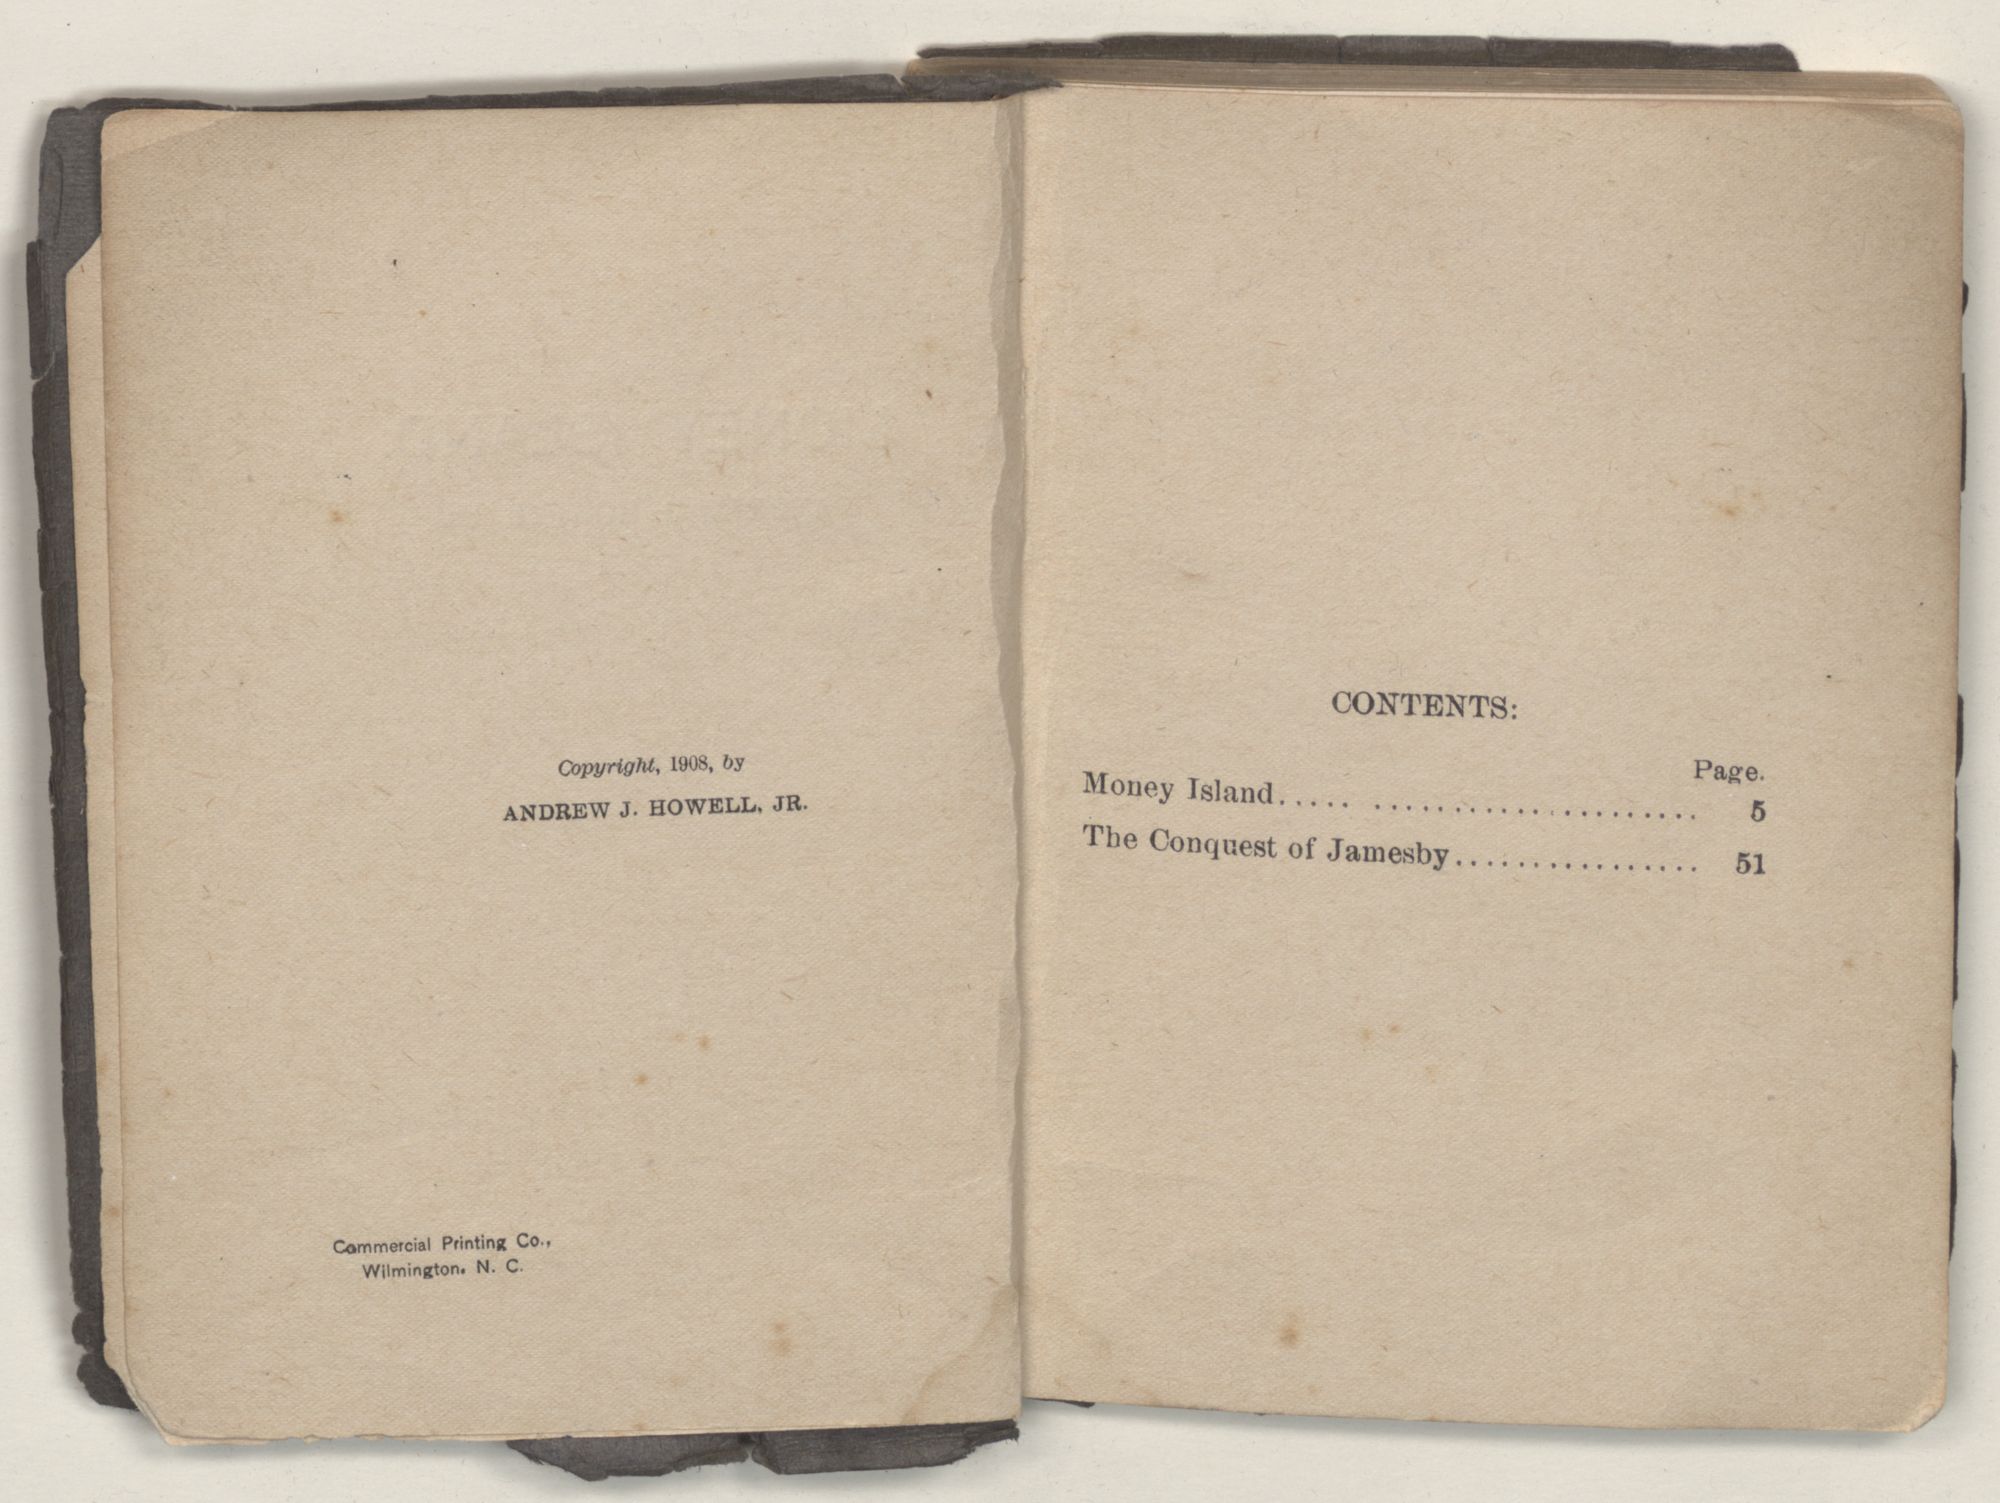 Copyright, 1908, by
ANDREW J. HOWELL, JR.
Commercial Printing Co.,
Wilmington. N. C.
CONTENTS:
Page.
Money Island..... ..................... 5
The Conquest of Jamesby................ 51